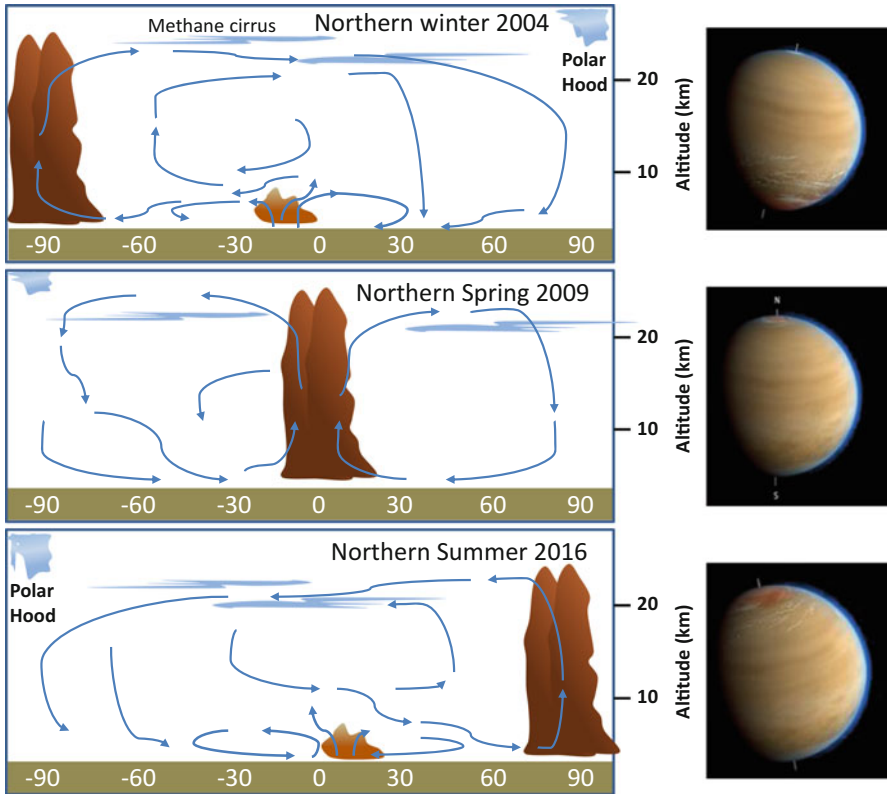 Methane cirrus
Northern winter 2004
Polar
Hood
20
10
Altitude (km)
-90 -60 -30 0 30 60 90
Northern Spring 2009
20
10
Altitude (km)
N
S
-90 -60 -30 0 30 60 90
Northern Summer 2016
Polar
Hood
20
10
Altitude (km)
-90 -60 -30 0 30 60 90